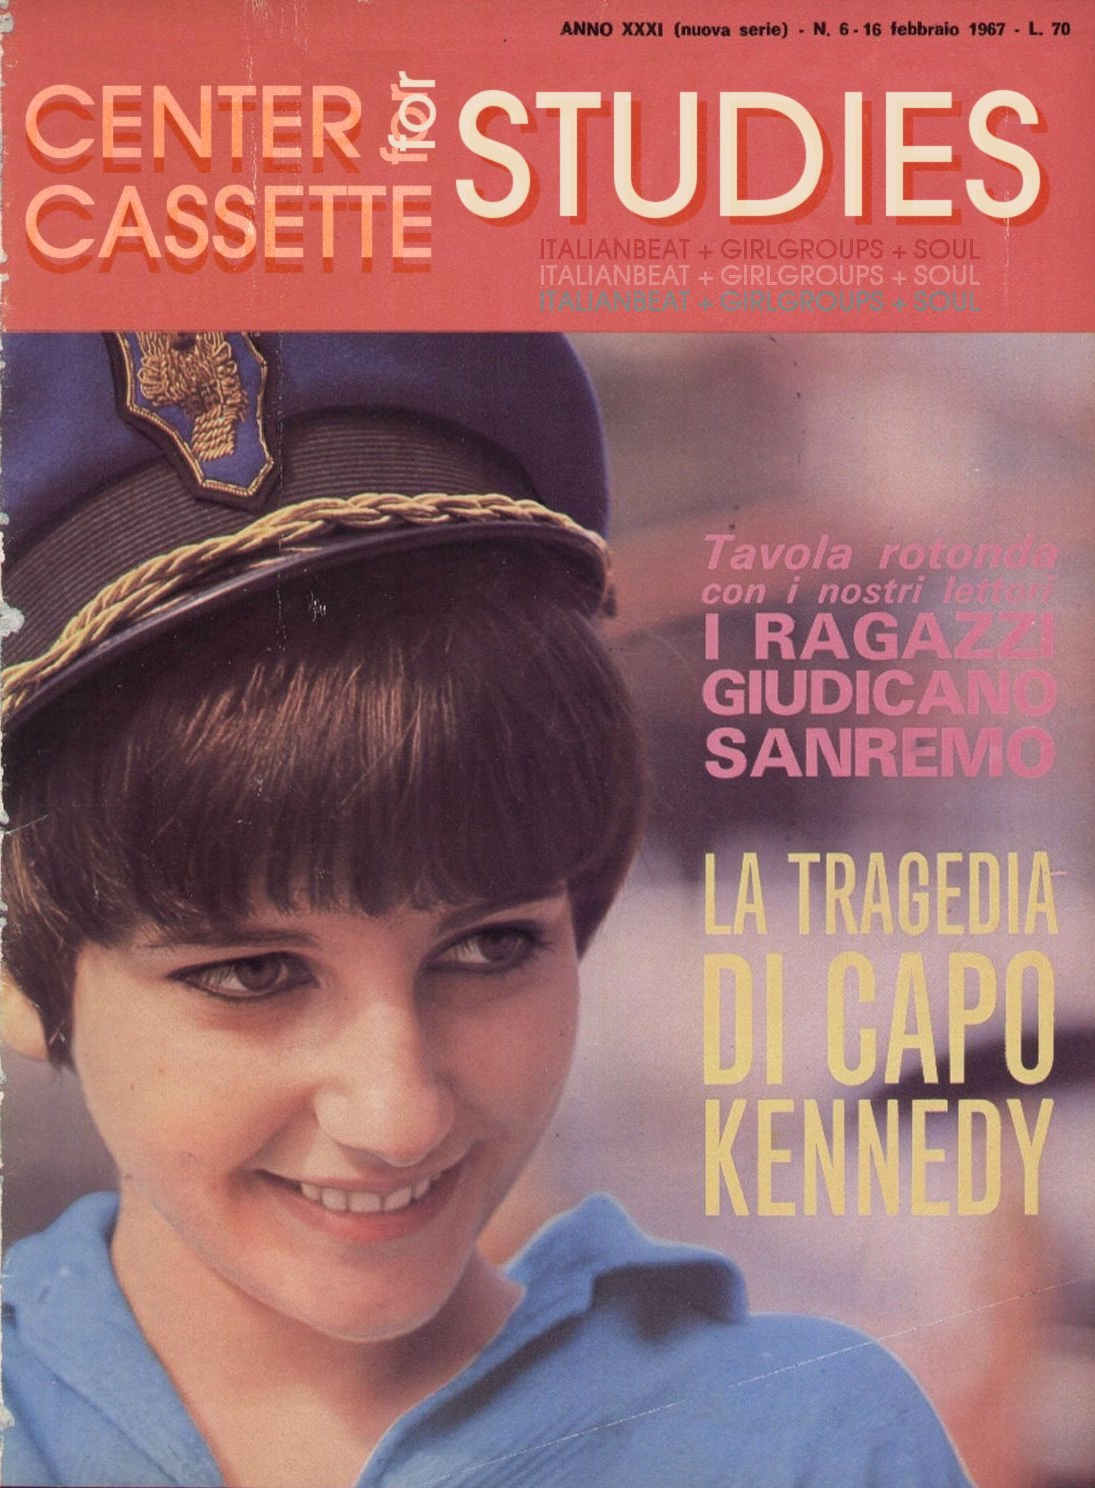 ANNO XXXI (nuova serie) - N. 6 - 16 febbraio 1967 - L. 70
CENTER
CASSETTE
for
STUDIES
ITALIANBEAT + GIRLGROUPS + SOUL
ITALIANBEAT + GIRLGROUPS + SOUL
ITALIANBEAT + GIRLGROUPS + SOUL
Tavola rotonda
con i nostri lettori
I RAGAZZI
GIUDICANO
SANREMO
LA TRAGEDIA
DI CAPO
KENNEDY